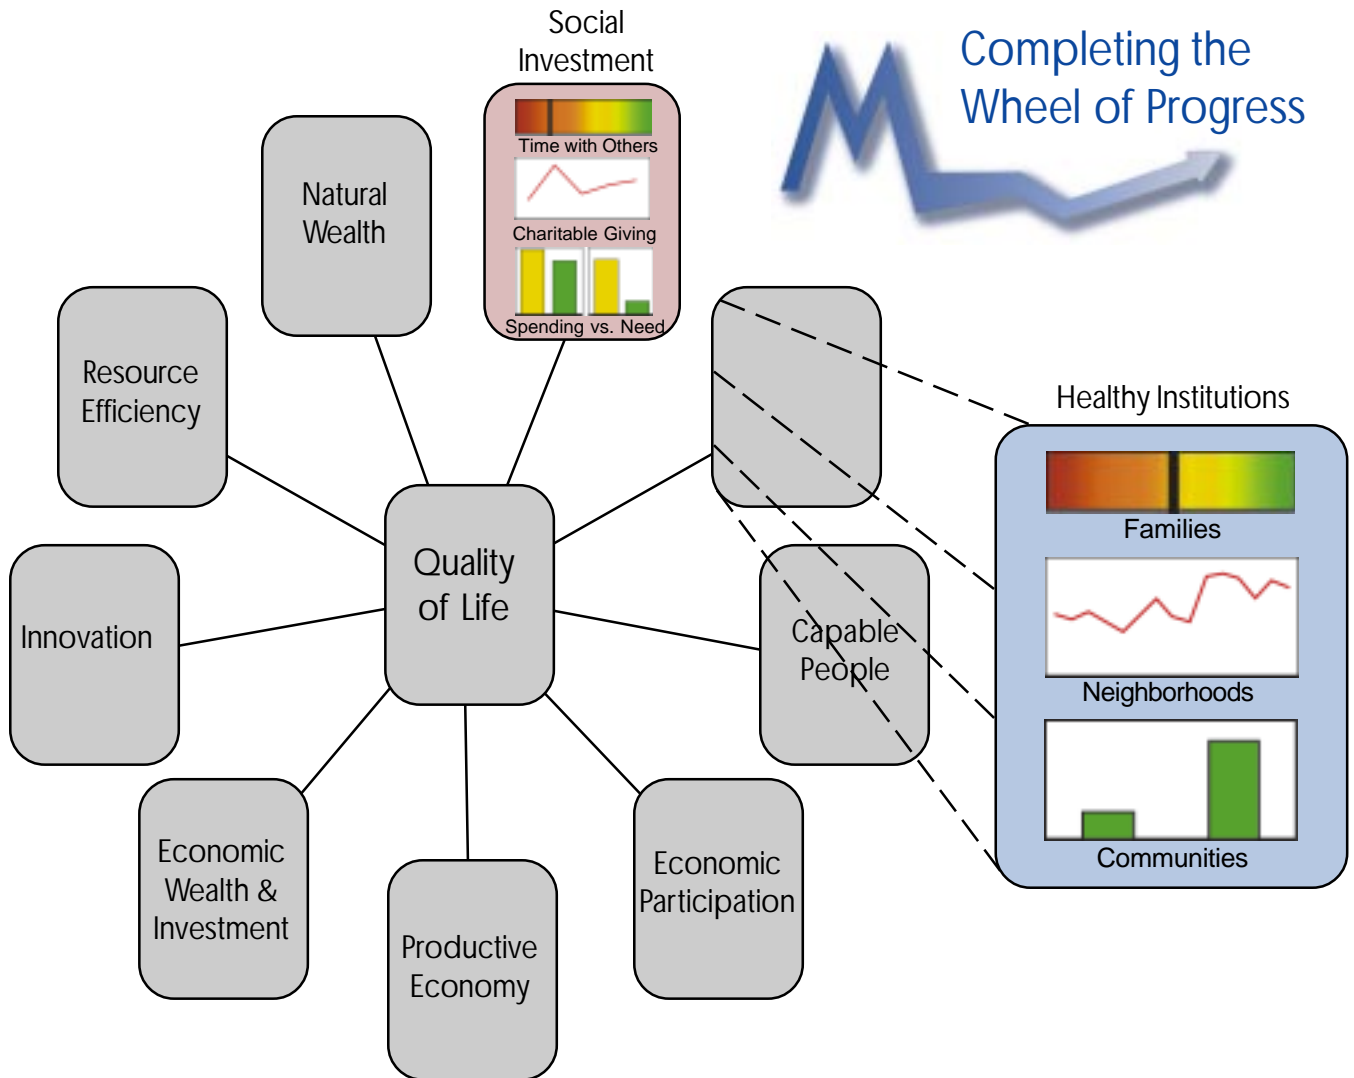 Social
Investment
Completing the
Wheel of Progress
Time with Others
Charitable Giving
Spending vs. Need
Natural
Wealth
Resource
Efficiency
Healthy Institutions
Families
Neighborhoods
Communities
Quality
of Life
Innovation
Capable
People
Economic
Wealth &
Investment
Productive
Economy
Economic
Participation